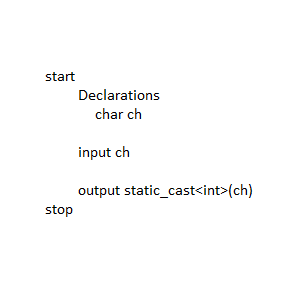 start
Declarations
char ch
input ch
output static_cast<int>(ch)
stop